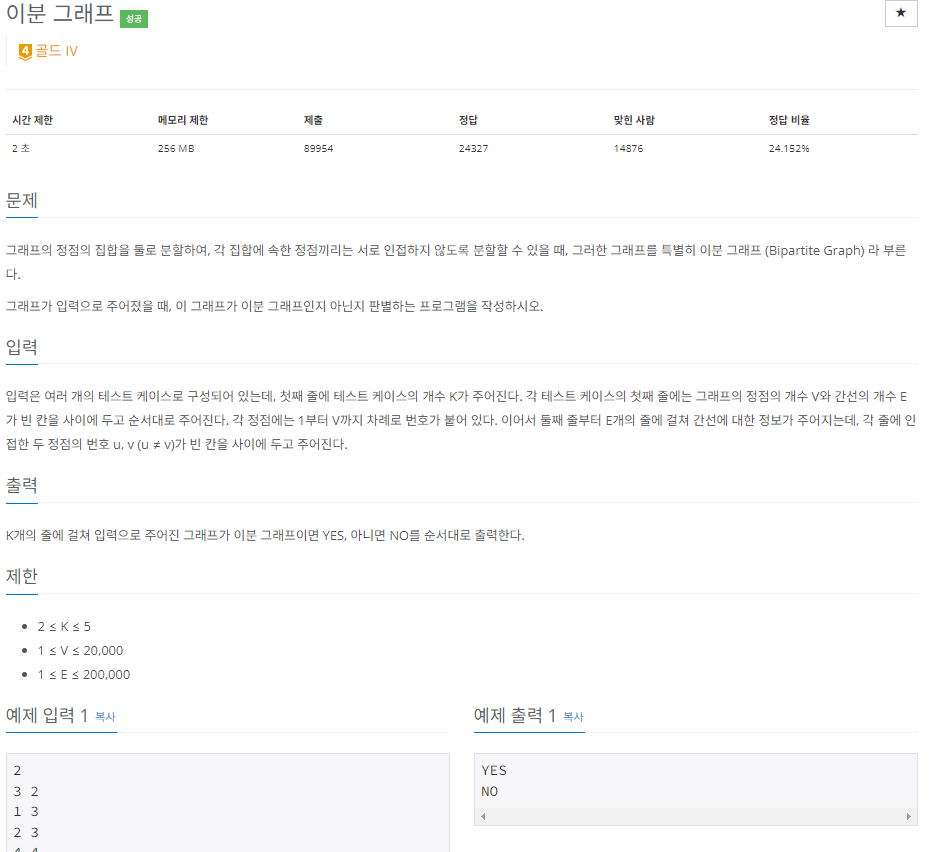 이분 그래프 성공
★
4 골드 IV
시간 제한 메모리 제한 제출 정답 맞힌 사람 정답 비율
2 초 256 MB 89954 24327 14876 24.152%
문제
그래프의 정점의 집합을 둘로 분할하여, 각 집합에 속한 정점끼리는 서로 인접하지 않도록 분할할 수 있을 때, 그러한 그래프를 특별히 이분 그래프 (Bipartite Graph) 라 부른
다.
그래프가 입력으로 주어졌을 때, 이 그래프가 이분 그래프인지 아닌지 판별하는 프로그램을 작성하시오.
입력
입력은 여러 개의 테스트 케이스로 구성되어 있는데, 첫째 줄에 테스트 케이스의 개수 K가 주어진다. 각 테스트 케이스의 첫째 줄에는 그래프의 정점의 개수 V와 간선의 개수 E
가 빈 칸을 사이에 두고 순서대로 주어진다. 각 정점에는 1부터 V까지 차례로 번호가 붙어 있다. 이어서 둘째 줄부터 E개의 줄에 걸쳐 간선에 대한 정보가 주어지는데, 각 줄에 인
접한 두 정점의 번호 u, v (u ≠ v)가 빈 칸을 사이에 두고 주어진다.
출력
K개의 줄에 걸쳐 입력으로 주어진 그래프가 이분 그래프이면 YES, 아니면 NO를 순서대로 출력한다.
제한
• 2 ≤ K ≤ 5
• 1 ≤ V ≤ 20,000
• 1 ≤ E ≤ 200,000
예제 입력 1 복사
2
3 2
1 3
2 3
4 4
예제 출력 1 복사
YES
NO